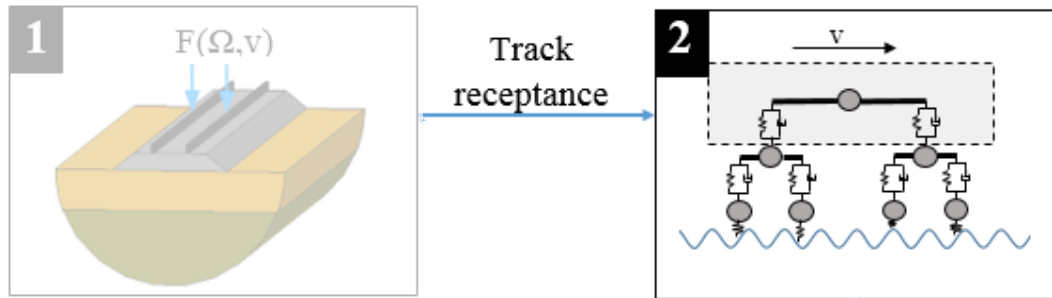 1
F(Ω,v)
Track
receptance
2
v